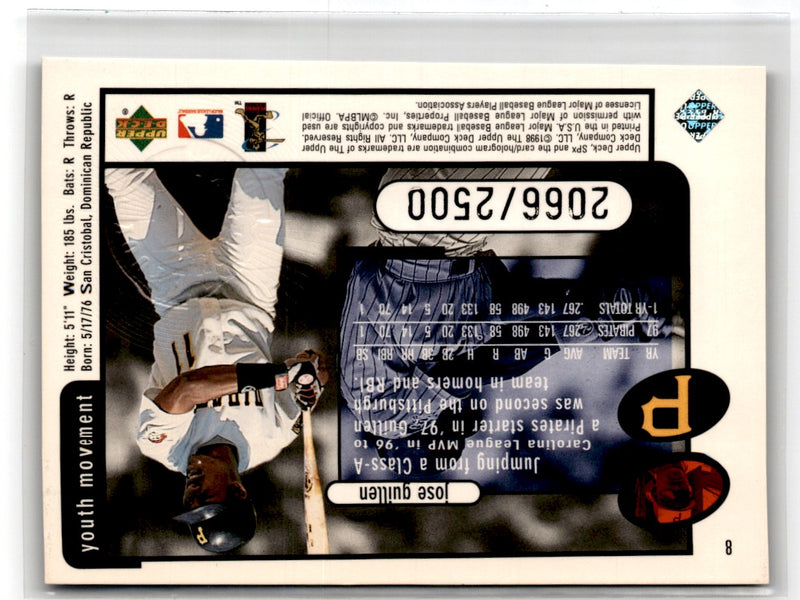 8
jose guillen
Jumping from a Class-A
Carolina League MVP in '96 to
a Pirates starter in '97, Guillen
was second on the Pittsburgh
team in homers and RBI.
YR TEAM AVG G AB R H 2B 3B HR RBI SB
97 PIRATES .267 143 498 58 133 20 5 14 70 1
1-YR TOTALS .267 143 498 58 133 20 5 14 70 1
2066/2500
Upper Deck, SPX and the card/hologram combination are trademarks of The Upper
Deck Company, LLC. ©1998 The Upper Deck Company, LLC. All Rights Reserved.
Printed in the U.S.A. Major League Baseball trademarks and copyrights are used
with permission of Major League Baseball Properties, Inc. ©MLBPA. Official
Licensee of Major League Baseball Players Association.
UPPER
DECK
®
TM
youth movement
Height: 5'11" Weight: 185 lbs. Bats: R Throws: R
Born: 5/17/76 San Cristobal, Dominican Republic
P
P
11
UPPER